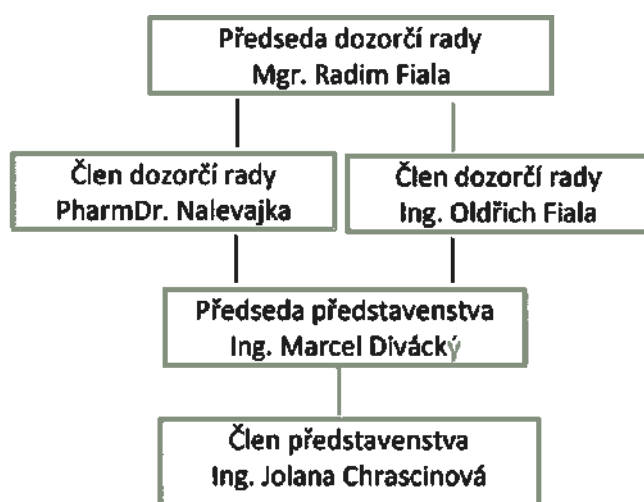 Předseda dozorčí rady
Mgr. Radim Fiala
Člen dozorčí rady
PharmDr. Nalevajka
Člen dozorčí rady
Ing. Oldřich Fiala
Předseda představenstva
Ing. Marcel Divácký
Člen představenstva
Ing. Jolana Chrascinová